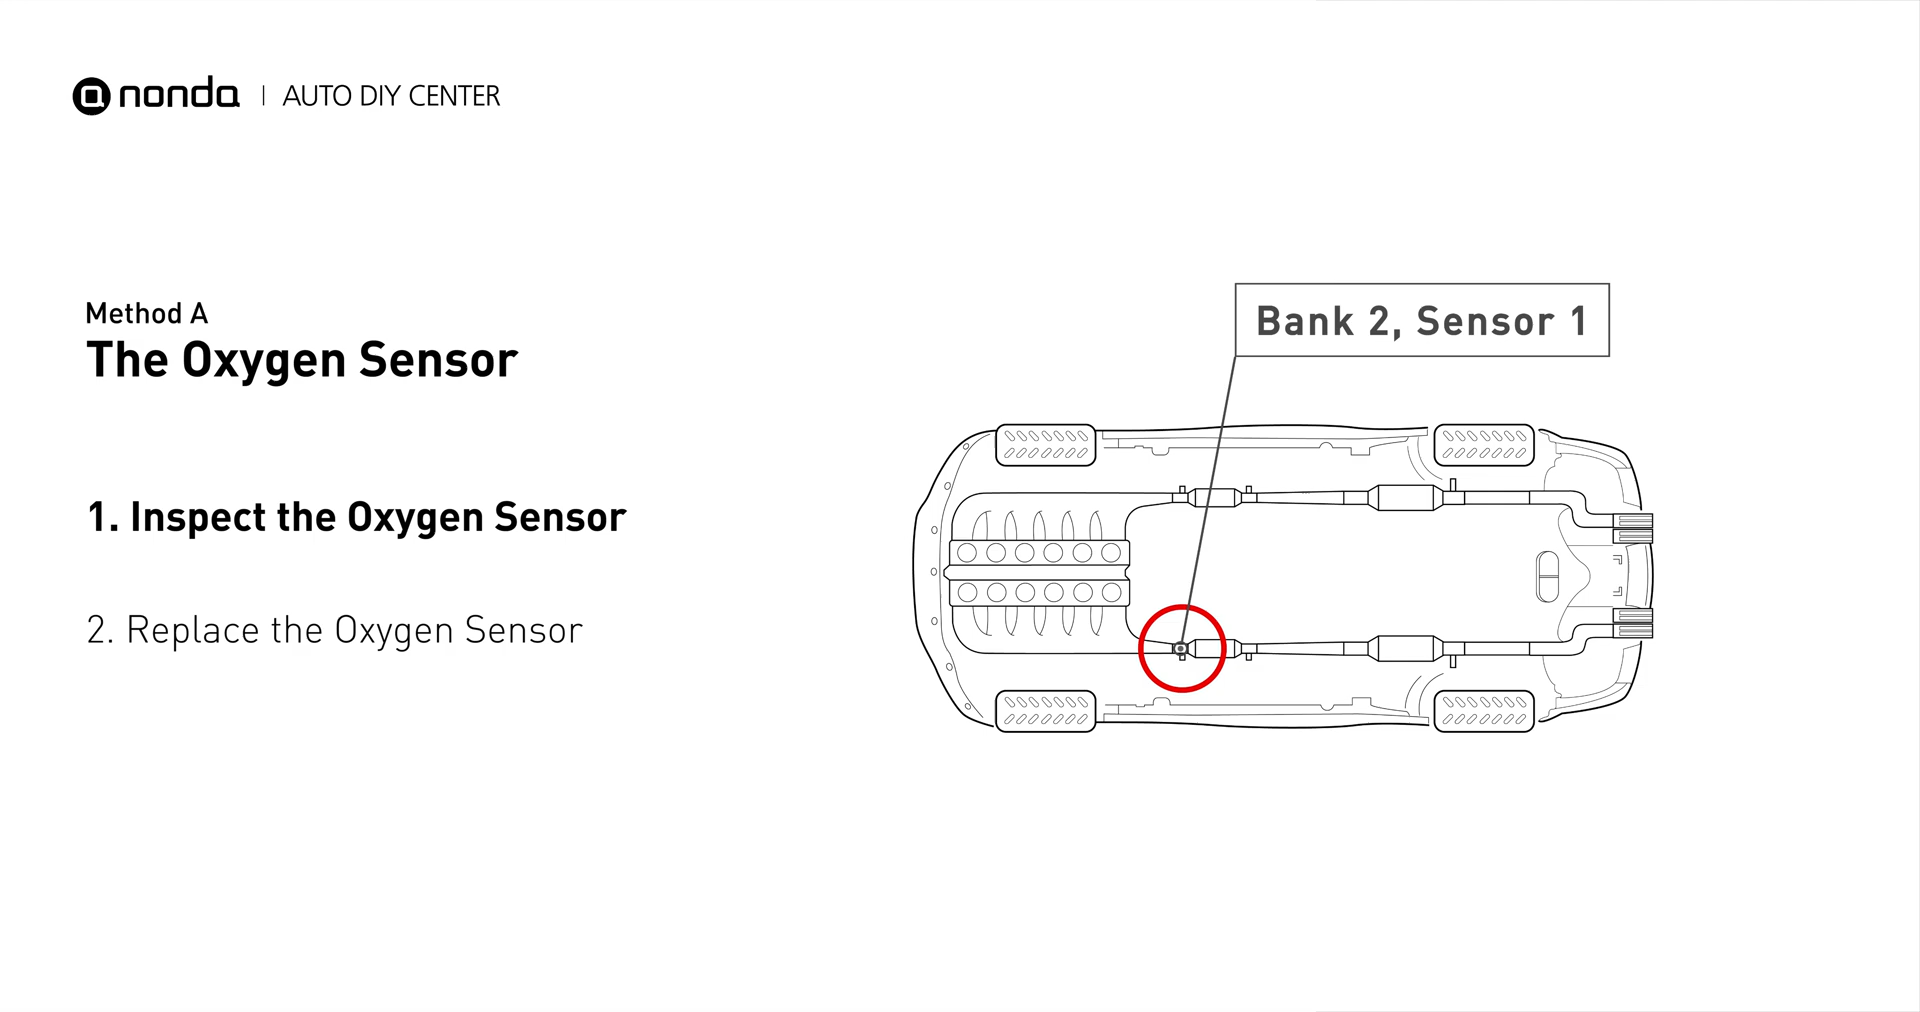 nonda | AUTO DIY CENTER
Method A
The Oxygen Sensor
Bank 2, Sensor 1
1. Inspect the Oxygen Sensor
2. Replace the Oxygen Sensor